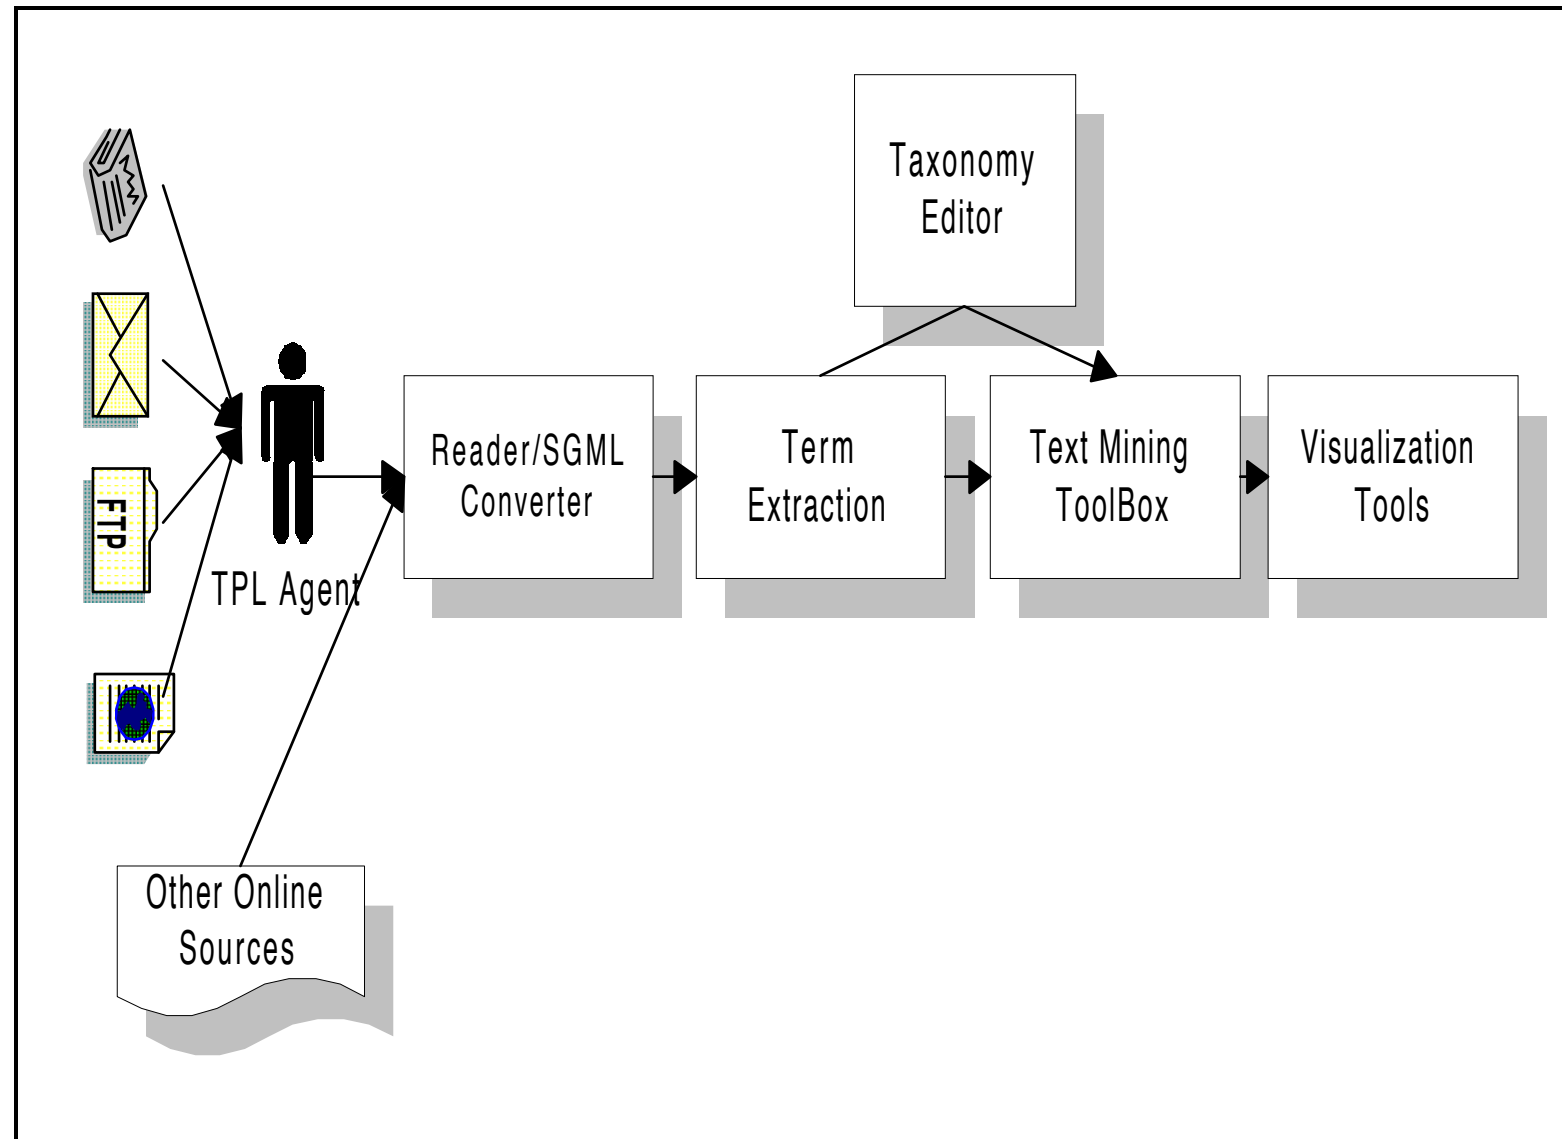 Taxonomy
Editor
FTP
TPL Agent
Reader/SGML
Converter
Term
Extraction
Text Mining
ToolBox
Visualization
Tools
Other Online
Sources